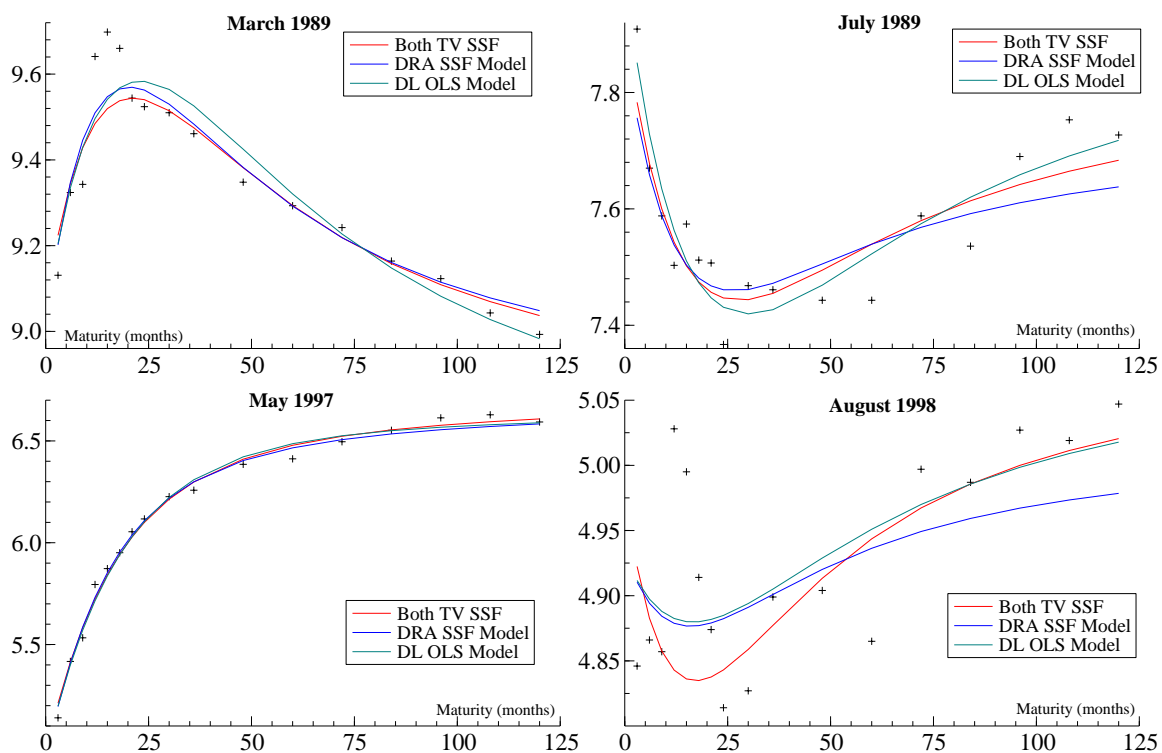 March 1989
Both TV SSF
DRA SSF Model
DL OLS Model
9.6
9.4
9.2
9.0
Maturity (months)
0 25 50 75 100 125
July 1989
Both TV SSF
DRA SSF Model
DL OLS Model
7.8
7.6
7.4
Maturity (months)
0 25 50 75 100 125
May 1997
6.5
6.0
5.5
Both TV SSF
DRA SSF Model
DL OLS Model
Maturity (months)
0 25 50 75 100 125
August 1998
5.05
5.00
4.95
4.90
4.85
Both TV SSF
DRA SSF Model
DL OLS Model
Maturity (months)
0 25 50 75 100 125